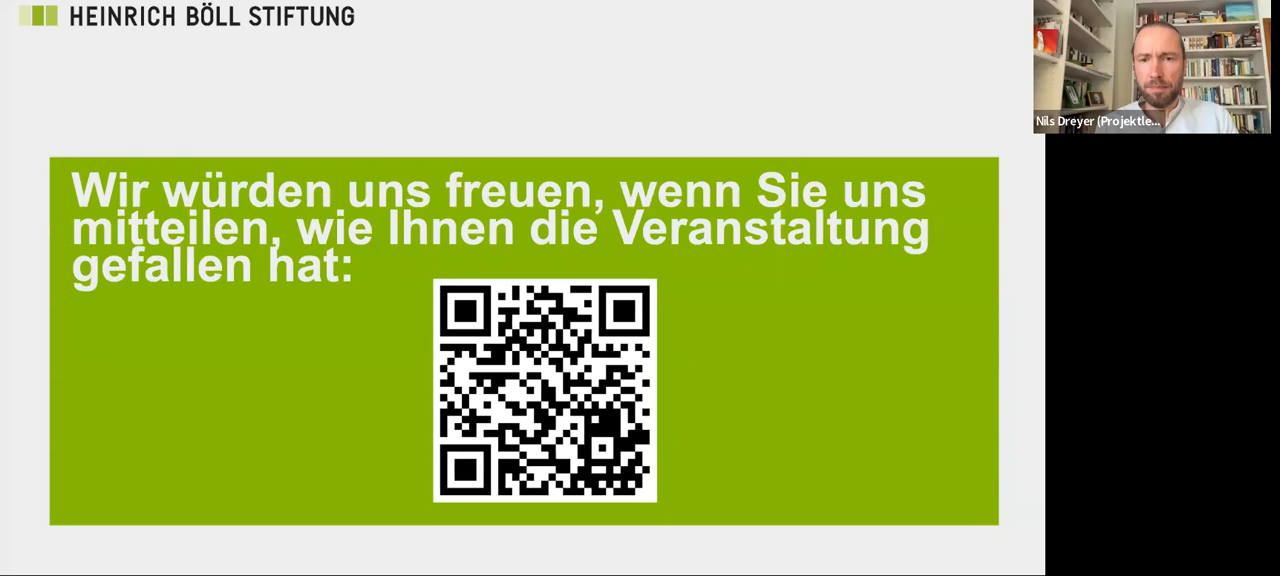 HEINRICH BÖLL STIFTUNG
Wir würden uns freuen, wenn Sie uns
mitteilen, wie Ihnen die Veranstaltung
gefallen hat:
Nils Dreyer (Projektle...